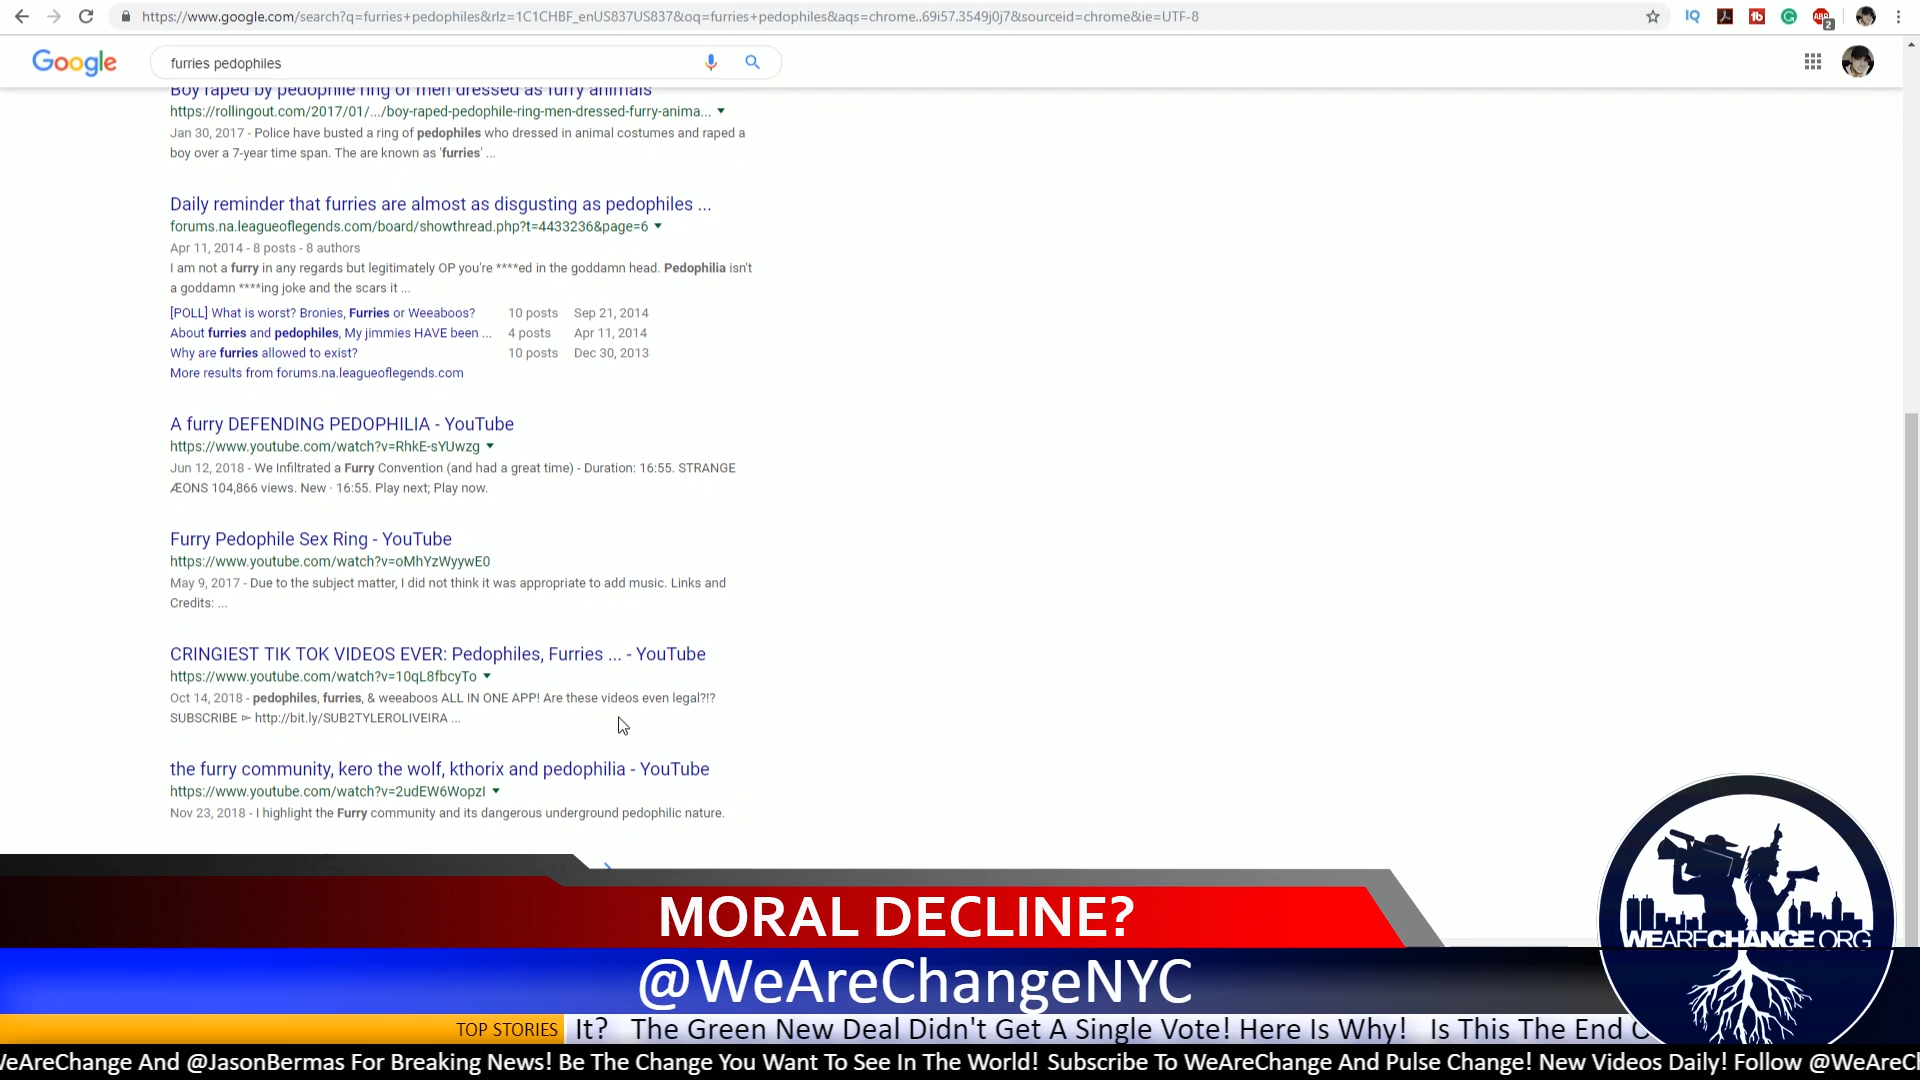 https://www.google.com/search?q=furries+pedophiles&rlz=1C1CHBF_enUS837US837&oq=furries+pedophiles&aqs=chrome..69i57.3549j0j7&sourceid=chrome&ie=UTF-8
Google
furries pedophiles
Boy raped by pedophile ring of men dressed as furry animals
https://rollingout.com/2017/01/.../boy-raped-pedophile-ring-men-dressed-furry-anima...
Jan 30, 2017 - Police have busted a ring of pedophiles who dressed in animal costumes and raped a
boy over a 7-year time span. The are known as 'furries' ...
Daily reminder that furries are almost as disgusting as pedophiles ...
forums.na.leagueoflegends.com/board/showthread.php?t=4433236&page=6
Apr 11, 2014 - 8 posts - 8 authors
I am not a furry in any regards but legitimately OP you're ****ed in the goddamn head. Pedophilia isn't
a goddamn ****ing joke and the scars it ...
[POLL] What is worst? Bronies, Furries or Weeaboos? 10 posts Sep 21, 2014
About furries and pedophiles, My jimmies HAVE been ... 4 posts Apr 11, 2014
Why are furries allowed to exist? 10 posts Dec 30, 2013
More results from forums.na.leagueoflegends.com
A furry DEFENDING PEDOPHILIA - YouTube
https://www.youtube.com/watch?v=RhkE-sYUwzg
Jun 12, 2018 - We Infiltrated a Furry Convention (and had a great time) - Duration: 16:55. STRANGE
ÆONS 104,866 views. New · 16:55. Play next; Play now.
Furry Pedophile Sex Ring - YouTube
https://www.youtube.com/watch?v=oMhYzWyywE0
May 9, 2017 - Due to the subject matter, I did not think it was appropriate to add music. Links and
Credits: ...
CRINGIEST TIK TOK VIDEOS EVER: Pedophiles, Furries ... - YouTube
https://www.youtube.com/watch?v=10qL8fbcyTo
Oct 14, 2018 - pedophiles, furries, & weeaboos ALL IN ONE APP! Are these videos even legal?!?
SUBSCRIBE ⊳ http://bit.ly/SUB2TYLEROLIVEIRA ...
the furry community, kero the wolf, kthorix and pedophilia - YouTube
https://www.youtube.com/watch?v=2udEW6WopzI
Nov 23, 2018 - I highlight the Furry community and its dangerous underground pedophilic nature.
MORAL DECLINE?
WEARECHANGE.ORG
@WeAreChangeNYC
TOP STORIES It? The Green New Deal Didn't Get A Single Vote! Here Is Why! Is This The End
WeAreChange And @JasonBermas For Breaking News! Be The Change You Want To See In The World! Subscribe To WeAreChange And Pulse Change! New Videos Daily! Follow @WeAreCh